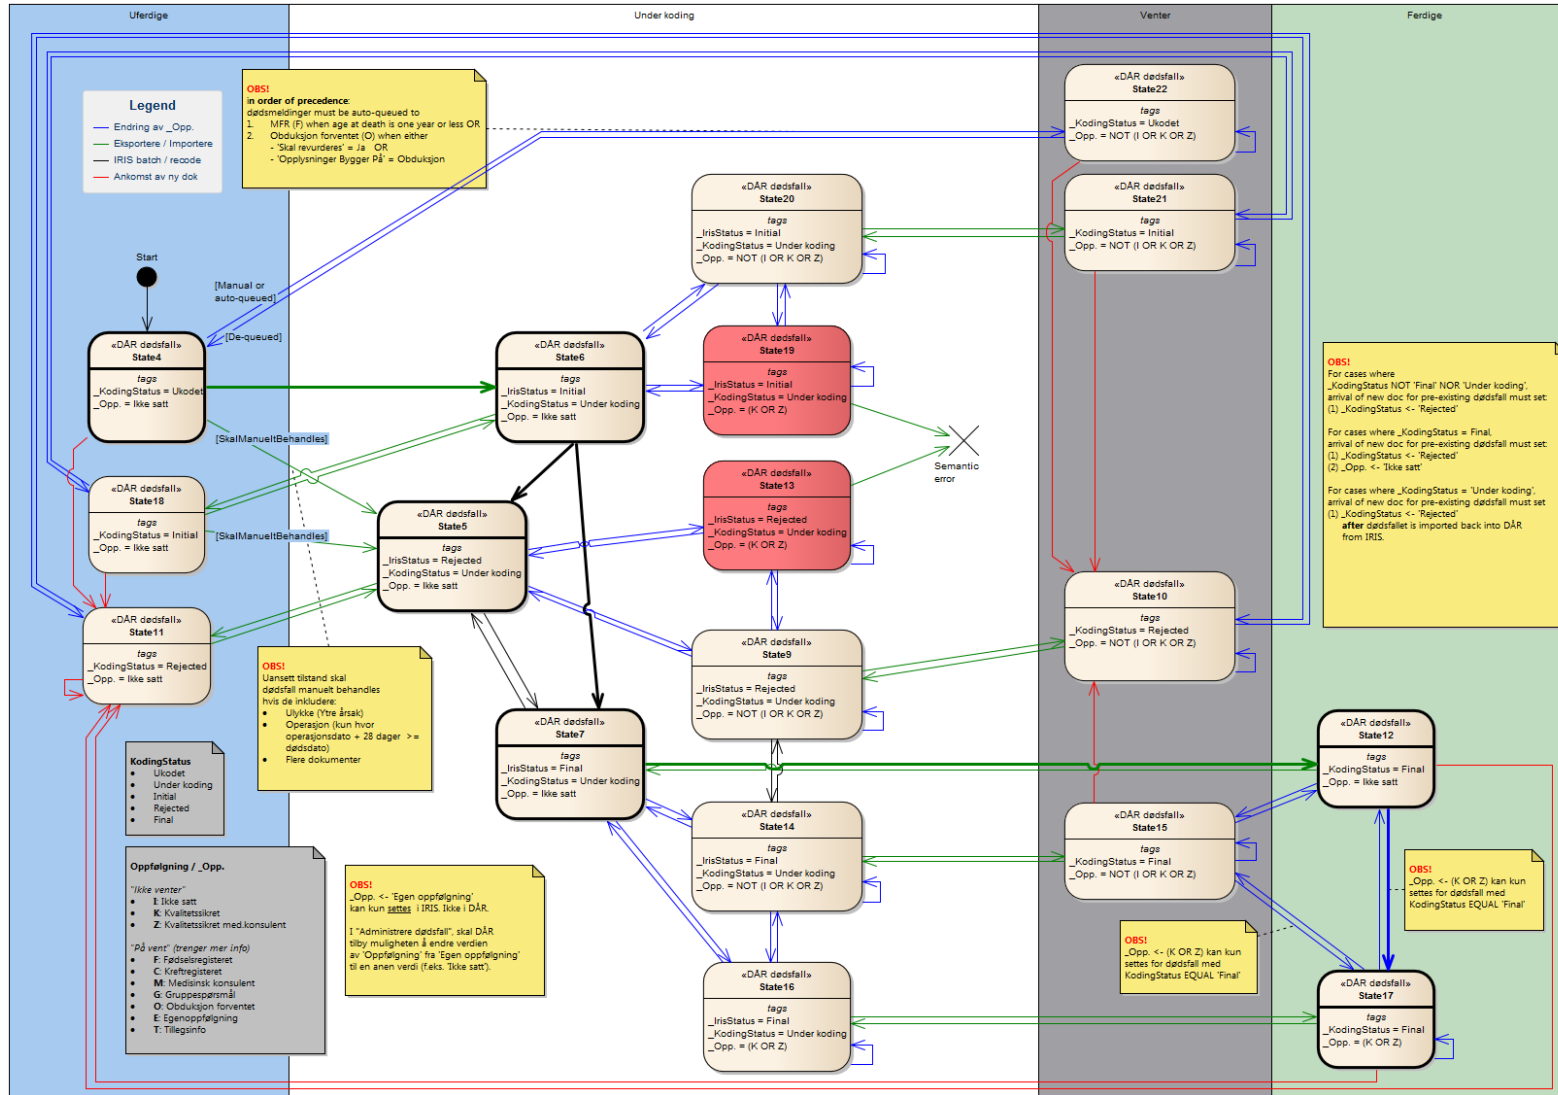 Uferdige
Under koding
Venter
Ferdige
Legend
Endring av _Opp.
Eksportere / Importere
IRIS batch / recode
Ankomst av ny dok
OBS!
in order of precedence:
dødsmeldinger must be auto-queued to
1. MFR (F) when age at death is one year or less OR
2. Obduksjon forventet (O) when either
- 'Skal revurderes' = Ja OR
- 'Opplysninger Bygger På' = Obduksjon
«DÅR dødsfall»
State22
tags
_KodingStatus = Ukodet
_Opp. = NOT (I OR K OR Z)
«DÅR dødsfall»
State20
tags
_IrisStatus = Initial
_KodingStatus = Under koding
_Opp. = NOT (I OR K OR Z)
«DÅR dødsfall»
State21
tags
_KodingStatus = Initial
_Opp. = NOT (I OR K OR Z)
Start
[Manual or
auto-queued]
[De-queued]
«DÅR dødsfall»
State4
tags
_KodingStatus = Ukodet
_Opp. = Ikke satt
«DÅR dødsfall»
State6
tags
_IrisStatus = Initial
_KodingStatus = Under koding
_Opp. = Ikke satt
«DÅR dødsfall»
State19
tags
_IrisStatus = Initial
_KodingStatus = Under koding
_Opp. = (K OR Z)
OBS!
For cases where
_KodingStatus NOT 'Final' NOR 'Under koding',
arrival of new doc for pre-existing dødsfall must set:
(1) _KodingStatus <- 'Rejected'
For cases where _KodingStatus = Final,
arrival of new doc for pre-existing dødsfall must set:
(1) _KodingStatus <- 'Rejected'
(2) _Opp. <- 'Ikke satt'
For cases where _KodingStatus = 'Under koding',
arrival of new doc for pre-existing dødsfall must set
(1) _KodingStatus <- 'Rejected'
after dødsfallet is imported back into DÅR
from IRIS.
[SkalManueltBehandles]
Semantic
error
«DÅR dødsfall»
State18
tags
_KodingStatus = Initial
_Opp. = Ikke satt
[SkalManueltBehandles]
«DÅR dødsfall»
State5
tags
_IrisStatus = Rejected
_KodingStatus = Under koding
_Opp. = Ikke satt
«DÅR dødsfall»
State13
tags
_IrisStatus = Rejected
_KodingStatus = Under koding
_Opp. = (K OR Z)
«DÅR dødsfall»
State10
tags
_KodingStatus = Rejected
_Opp. = NOT (I OR K OR Z)
«DÅR dødsfall»
State11
tags
_KodingStatus = Rejected
_Opp. = Ikke satt
OBS!
Uansett tilstand skal
dødsfall manuelt behandles
hvis de inkludere:
• Ulykke (Ytre årsak)
• Operasjon (kun hvor
operasjonsdato + 28 dager >=
dødsdato)
• Flere dokumenter
«DÅR dødsfall»
State9
tags
_IrisStatus = Rejected
_KodingStatus = Under koding
_Opp. = NOT (I OR K OR Z)
«DÅR dødsfall»
State7
tags
_IrisStatus = Final
_KodingStatus = Under koding
_Opp. = Ikke satt
«DÅR dødsfall»
State12
tags
_KodingStatus = Final
_Opp. = Ikke satt
KodingStatus
• Ukodet
• Under koding
• Initial
• Rejected
• Final
«DÅR dødsfall»
State14
tags
_IrisStatus = Final
_KodingStatus = Under koding
_Opp. = NOT (I OR K OR Z)
«DÅR dødsfall»
State15
tags
_KodingStatus = Final
_Opp. = NOT (I OR K OR Z)
Oppfølgning / _Opp.
"Ikke venter"
• I: Ikke satt
• K: Kvalitetssikret
• Z: Kvalitetssikret med.konsulent
"På vent" (trenger mer info)
• F: Fødselsregisteret
• C: Kreftregisteret
• M: Medisinsk konsulent
• G: Gruppespørsmål
• O: Obduksjon forventet
• E: Egenoppfølgning
• T: Tillegsinfo
OBS!
_Opp. <- 'Egen oppfølgning'
kan kun settes i IRIS. Ikke i DÅR.
I "Administrere dødsfall", skal DÅR
tilby muligheten å endre verdien
av 'Oppfølgning' fra 'Egen oppfølgning'
til en anen verdi (f.eks. 'Ikke satt').
OBS!
_Opp. <- (K OR Z) kan kun
settes for dødsfall med
KodingStatus EQUAL 'Final'
OBS!
_Opp. <- (K OR Z) kan kun
settes for dødsfall med
KodingStatus EQUAL 'Final'
«DÅR dødsfall»
State16
tags
_IrisStatus = Final
_KodingStatus = Under koding
_Opp. = (K OR Z)
«DÅR dødsfall»
State17
tags
_KodingStatus = Final
_Opp. = (K OR Z)